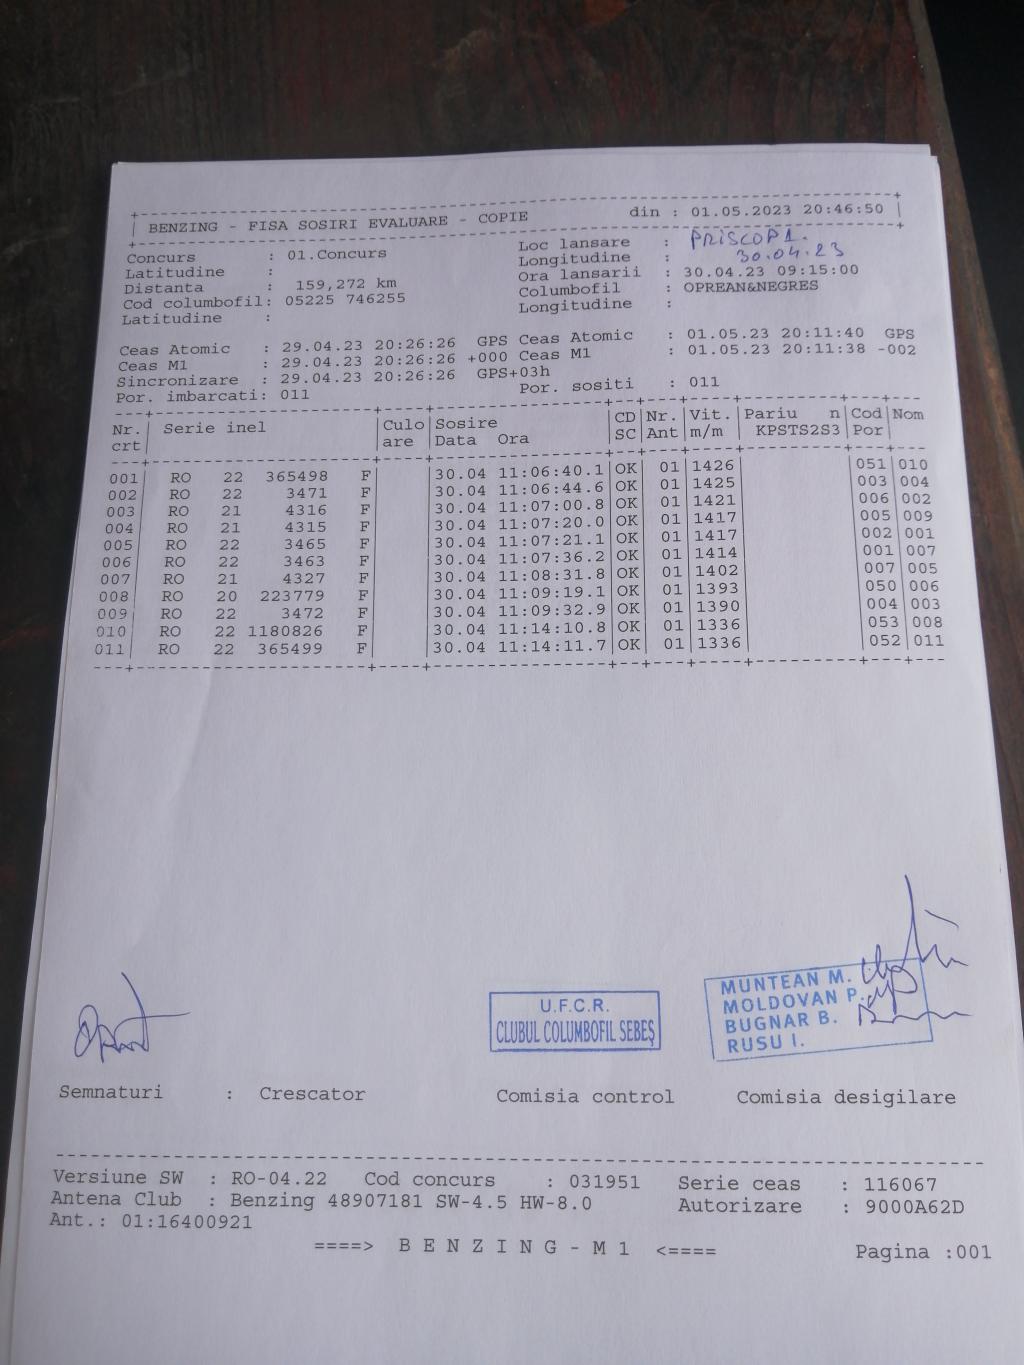 BENZING - FISA SOSIRI EVALUARE - COPIE din : 01.05.2023 20:46:50
Concurs : 01.Concurs Loc lansare : PRISCOP1.
Latitudine : Longitudine : 30.04.23
Distanta : 159,272 km Ora lansarii : 30.04.23 09:15:00
Cod columbofil: 05225 746255 Columbofil : OPREAN&NEGRES
Latitudine : Longitudine :
Ceas Atomic : 29.04.23 20:26:26 GPS Ceas Atomic : 01.05.23 20:11:40 GPS
Ceas M1 : 29.04.23 20:26:26 +000 Ceas M1 : 01.05.23 20:11:38 -002
Sincronizare : 29.04.23 20:26:26 GPS+03h
Por. imbarcati: 011 Por. sositi : 011
Nr. Serie inel Culo Sosire CD Nr. Vit. Pariu n Cod Nom
crt are Data Ora SC Ant m/m KPSTS2S3 Por
001 RO 22 365498 F 30.04 11:06:40.1 OK 01 1426 051 010
002 RO 22 3471 F 30.04 11:06:44.6 OK 01 1425 003 004
003 RO 21 4316 F 30.04 11:07:00.8 OK 01 1421 006 002
004 RO 21 4315 F 30.04 11:07:20.0 OK 01 1417 005 009
005 RO 22 3465 F 30.04 11:07:21.1 OK 01 1417 002 001
006 RO 22 3463 F 30.04 11:07:36.2 OK 01 1414 001 007
007 RO 21 4327 F 30.04 11:08:31.8 OK 01 1402 007 005
008 RO 20 223779 F 30.04 11:09:19.1 OK 01 1393 050 006
009 RO 22 3472 F 30.04 11:09:32.9 OK 01 1390 004 003
010 RO 22 1180826 F 30.04 11:14:10.8 OK 01 1336 053 008
011 RO 22 365499 F 30.04 11:14:11.7 OK 01 1336 052 011
U.F.C.R.
CLUBUL COLUMBOFIL SEBEȘ
MUNTEAN M.
MOLDOVAN P.
BUGNAR B.
RUSU I.
Semnaturi : Crescator Comisia control Comisia desigilare
Versiune SW : RO-04.22 Cod concurs : 031951 Serie ceas : 116067
Antena Club : Benzing 48907181 SW-4.5 HW-8.0 Autorizare : 9000A62D
Ant.: 01:16400921
====> B E N Z I N G - M 1 <==== Pagina :001